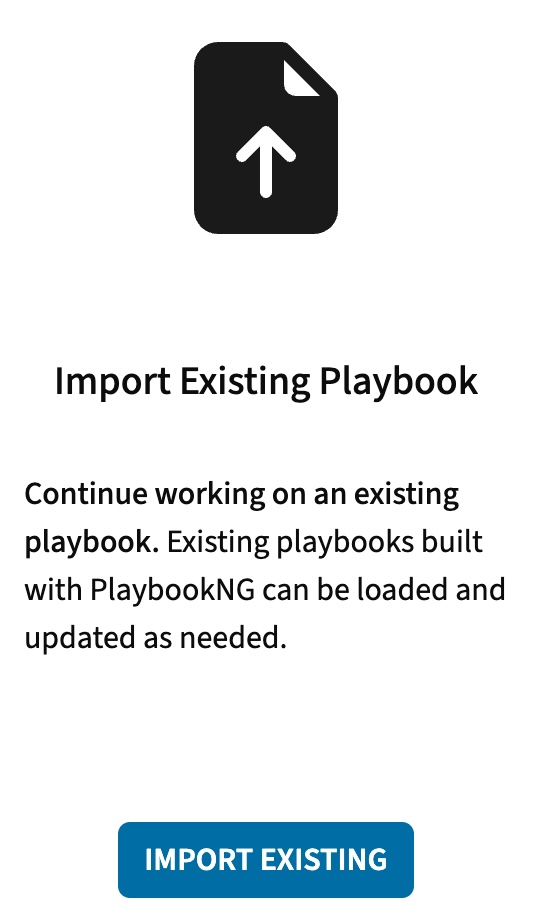 Import Existing Playbook
Continue working on an existing
playbook. Existing playbooks built
with PlaybookNG can be loaded and
updated as needed.
IMPORT EXISTING